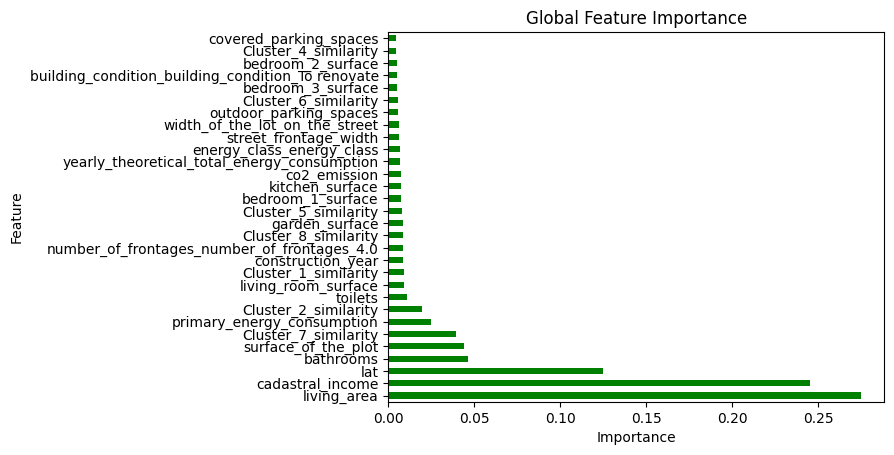 Global Feature Importance
covered_parking_spaces
Cluster_4_similarity
bedroom_2_surface
building_condition_building_condition_To renovate
bedroom_3_surface
Cluster_6_similarity
outdoor_parking_spaces
width_of_the_lot_on_the_street
street_frontage_width
energy_class_energy_class
yearly_theoretical_total_energy_consumption
co2_emission
kitchen_surface
bedroom_1_surface
Cluster_5_similarity
garden_surface
Cluster_8_similarity
number_of_frontages_number_of_frontages_4.0
construction_year
Cluster_1_similarity
living_room_surface
toilets
Cluster_2_similarity
primary_energy_consumption
Cluster_7_similarity
surface_of_the_plot
bathrooms
lat
cadastral_income
living_area
Feature
0.00 0.05 0.10 0.15 0.20 0.25
Importance